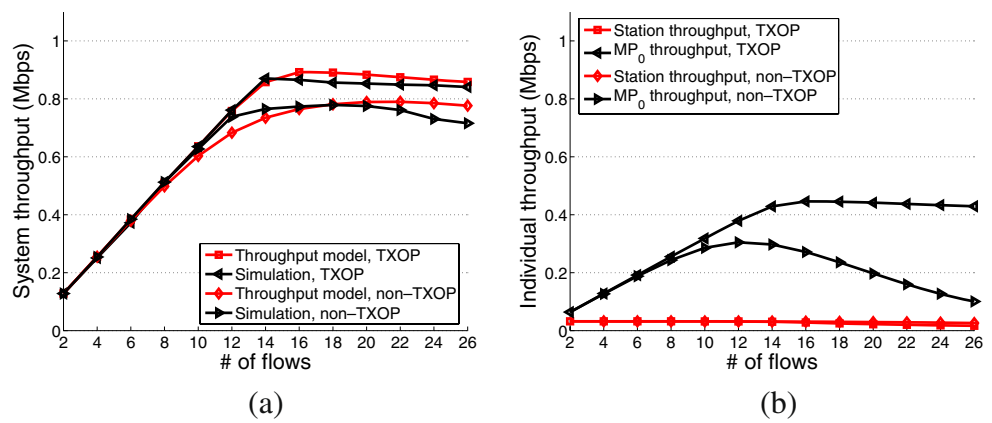 System throughput (Mbps)
1
0.8
0.6
0.4
0.2
0
2 4 6 8 10 12 14 16 18 20 22 24 26
# of flows
Throughput model, TXOP
Simulation, TXOP
Throughput model, non–TXOP
Simulation, non–TXOP
(a)
Individual throughput (Mbps)
1
0.8
0.6
0.4
0.2
0
2 4 6 8 10 12 14 16 18 20 22 24 26
# of flows
Station throughput, TXOP
MP0 throughput, TXOP
Station throughput, non–TXOP
MP0 throughput, non–TXOP
(b)